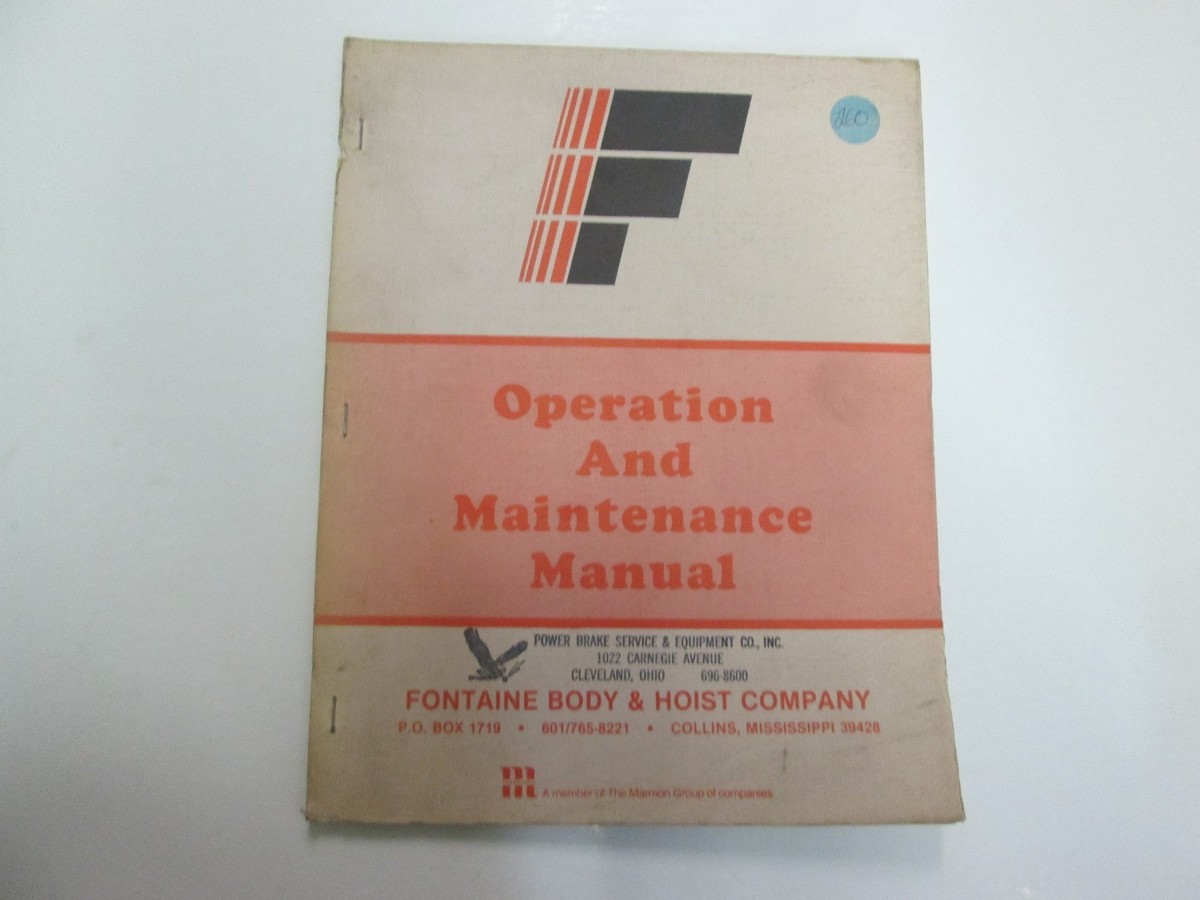 260
F
Operation
And
Maintenance
Manual
POWER BRAKE SERVICE & EQUIPMENT CO., INC.
1022 CARNEGIE AVENUE
CLEVELAND, OHIO 696-8600
FONTAINE BODY & HOIST COMPANY
P.O. BOX 1719 • 601/765-8221 • COLLINS, MISSISSIPPI 39428
m A member of The Marmon Group of companies